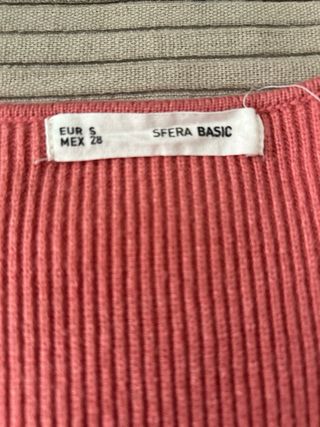 EUR S
MEX 28
SFERA BASIC